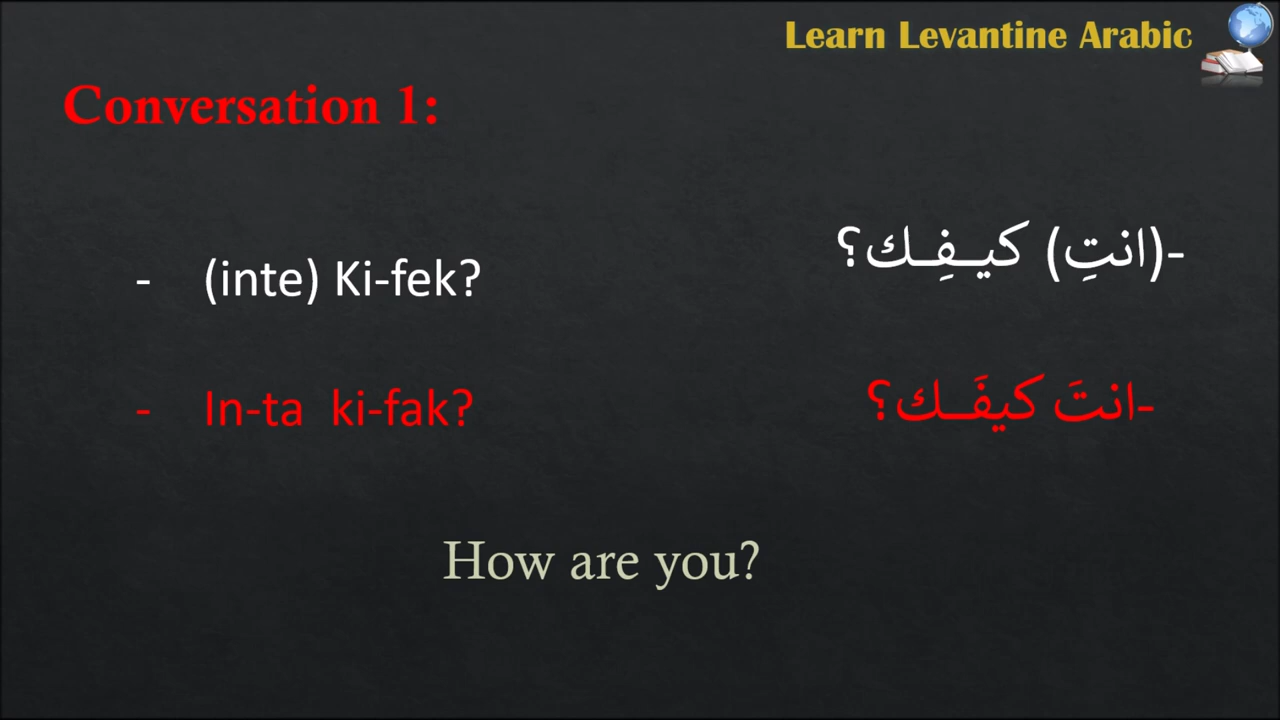 Learn Levantine Arabic
Conversation 1:
- (inte) Ki-fek?
-(انتِ) كيـفِـك؟
- In-ta ki-fak?
-انتَ كيفَـك؟
How are you?